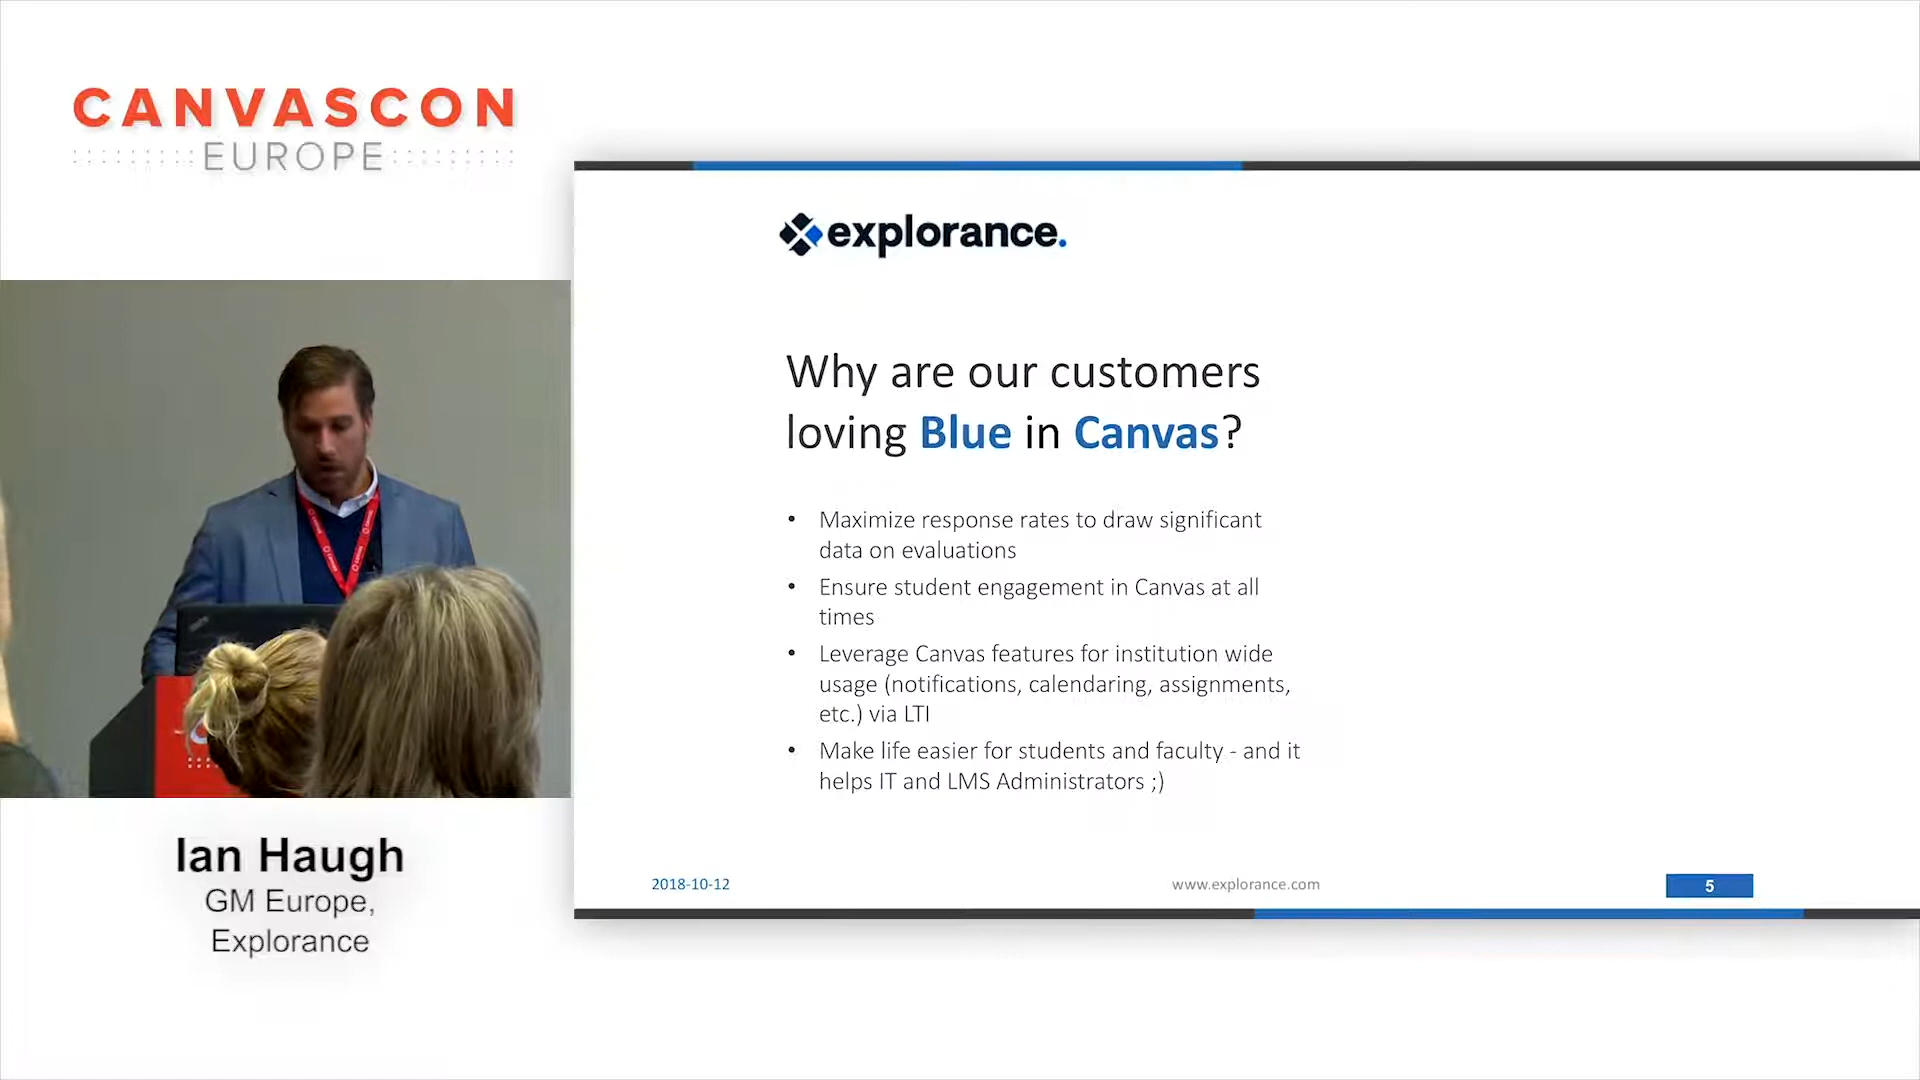 CANVASCON
EUROPE
explorance.
Why are our customers
loving Blue in Canvas?
• Maximize response rates to draw significant
data on evaluations
• Ensure student engagement in Canvas at all
times
• Leverage Canvas features for institution wide
usage (notifications, calendaring, assignments,
etc.) via LTI
• Make life easier for students and faculty - and it
helps IT and LMS Administrators ;)
2018-10-12
www.explorance.com
5
Ian Haugh
GM Europe,
Explorance